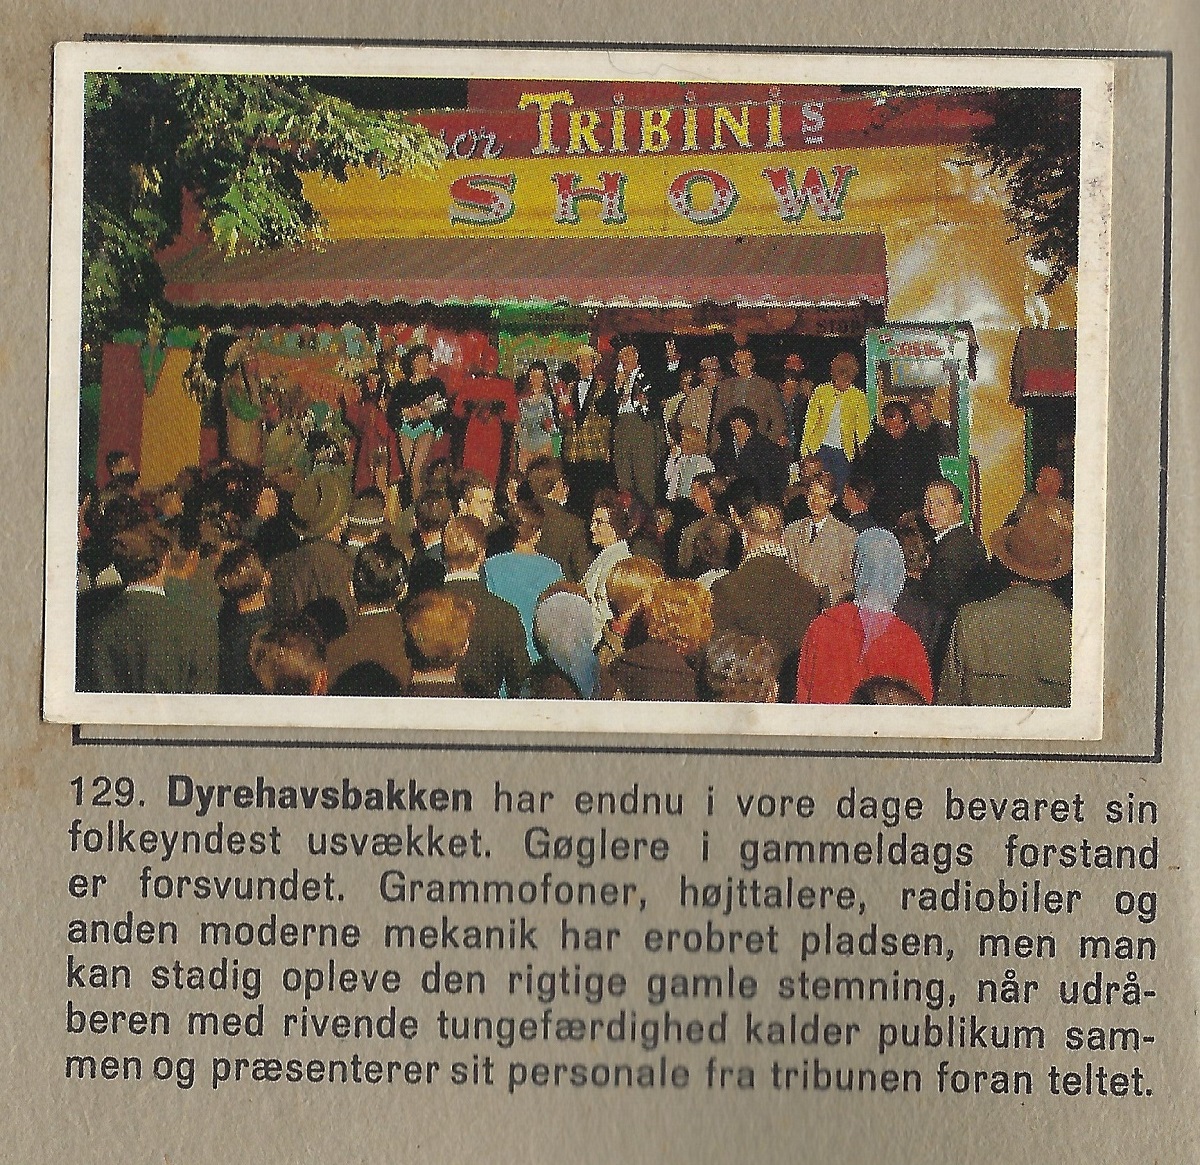 TRIBINIS
SHOW
129. Dyrehavsbakken har endnu i vore dage bevaret sin
folkeyndest usvækket. Gøglere i gammeldags forstand
er forsvundet. Grammofoner, højttalere, radiobiler og
anden moderne mekanik har erobret pladsen, men man
kan stadig opleve den rigtige gamle stemning, når udrå-
beren med rivende tungefærdighed kalder publikum sam-
men og præsenterer sit personale fra tribunen foran teltet.